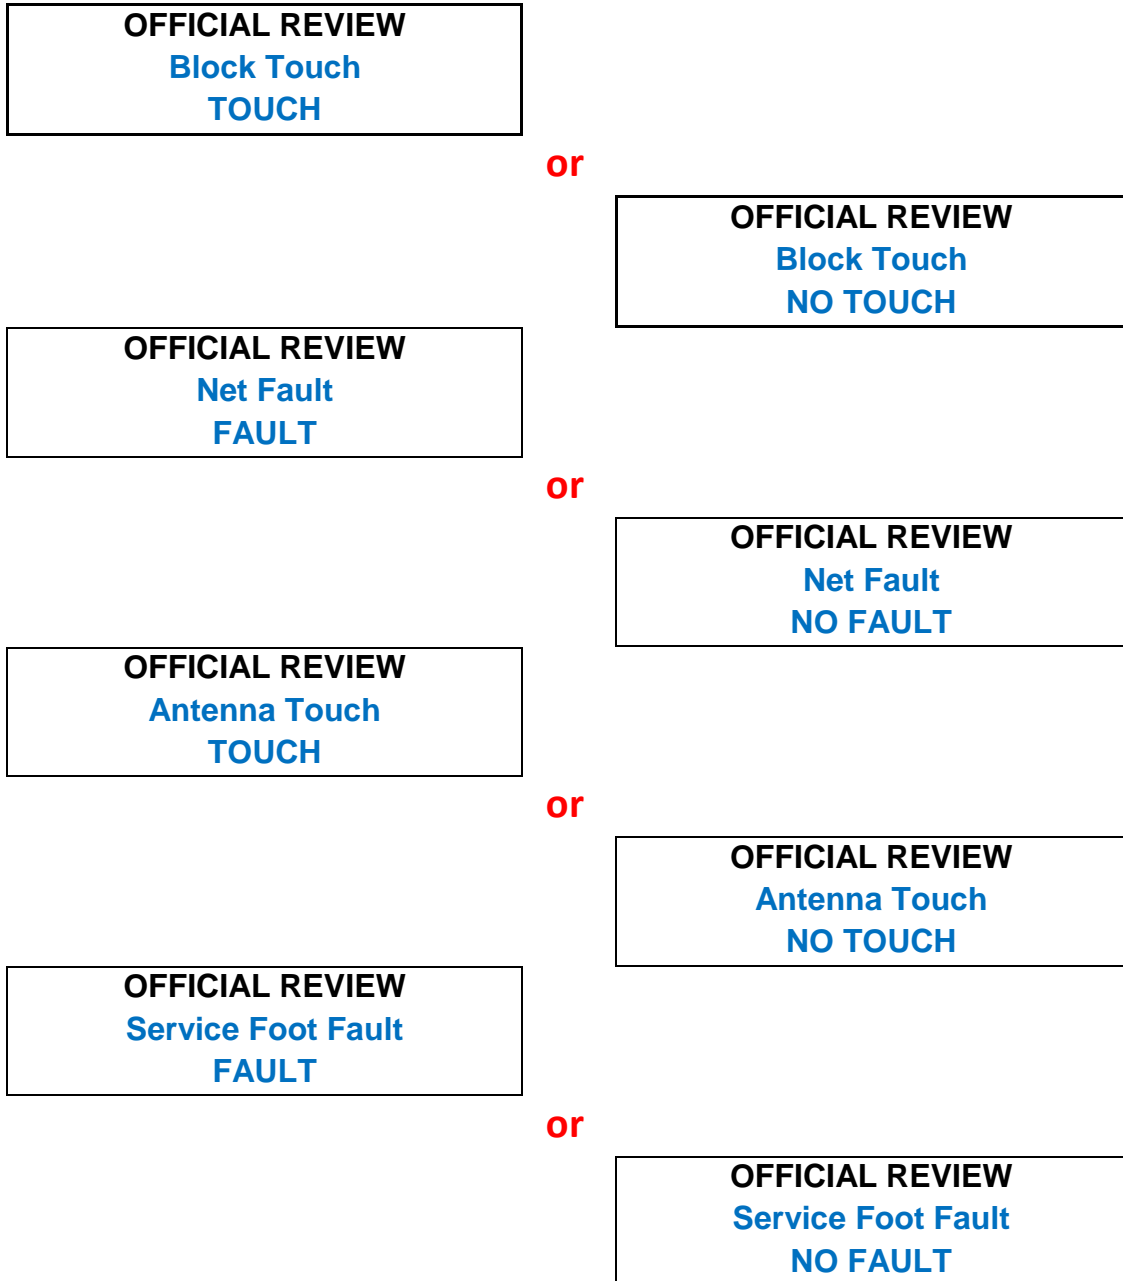 OFFICIAL REVIEW
Block Touch
TOUCH
or
OFFICIAL REVIEW
Block Touch
NO TOUCH
OFFICIAL REVIEW
Net Fault
FAULT
or
OFFICIAL REVIEW
Net Fault
NO FAULT
OFFICIAL REVIEW
Antenna Touch
TOUCH
or
OFFICIAL REVIEW
Antenna Touch
NO TOUCH
OFFICIAL REVIEW
Service Foot Fault
FAULT
or
OFFICIAL REVIEW
Service Foot Fault
NO FAULT